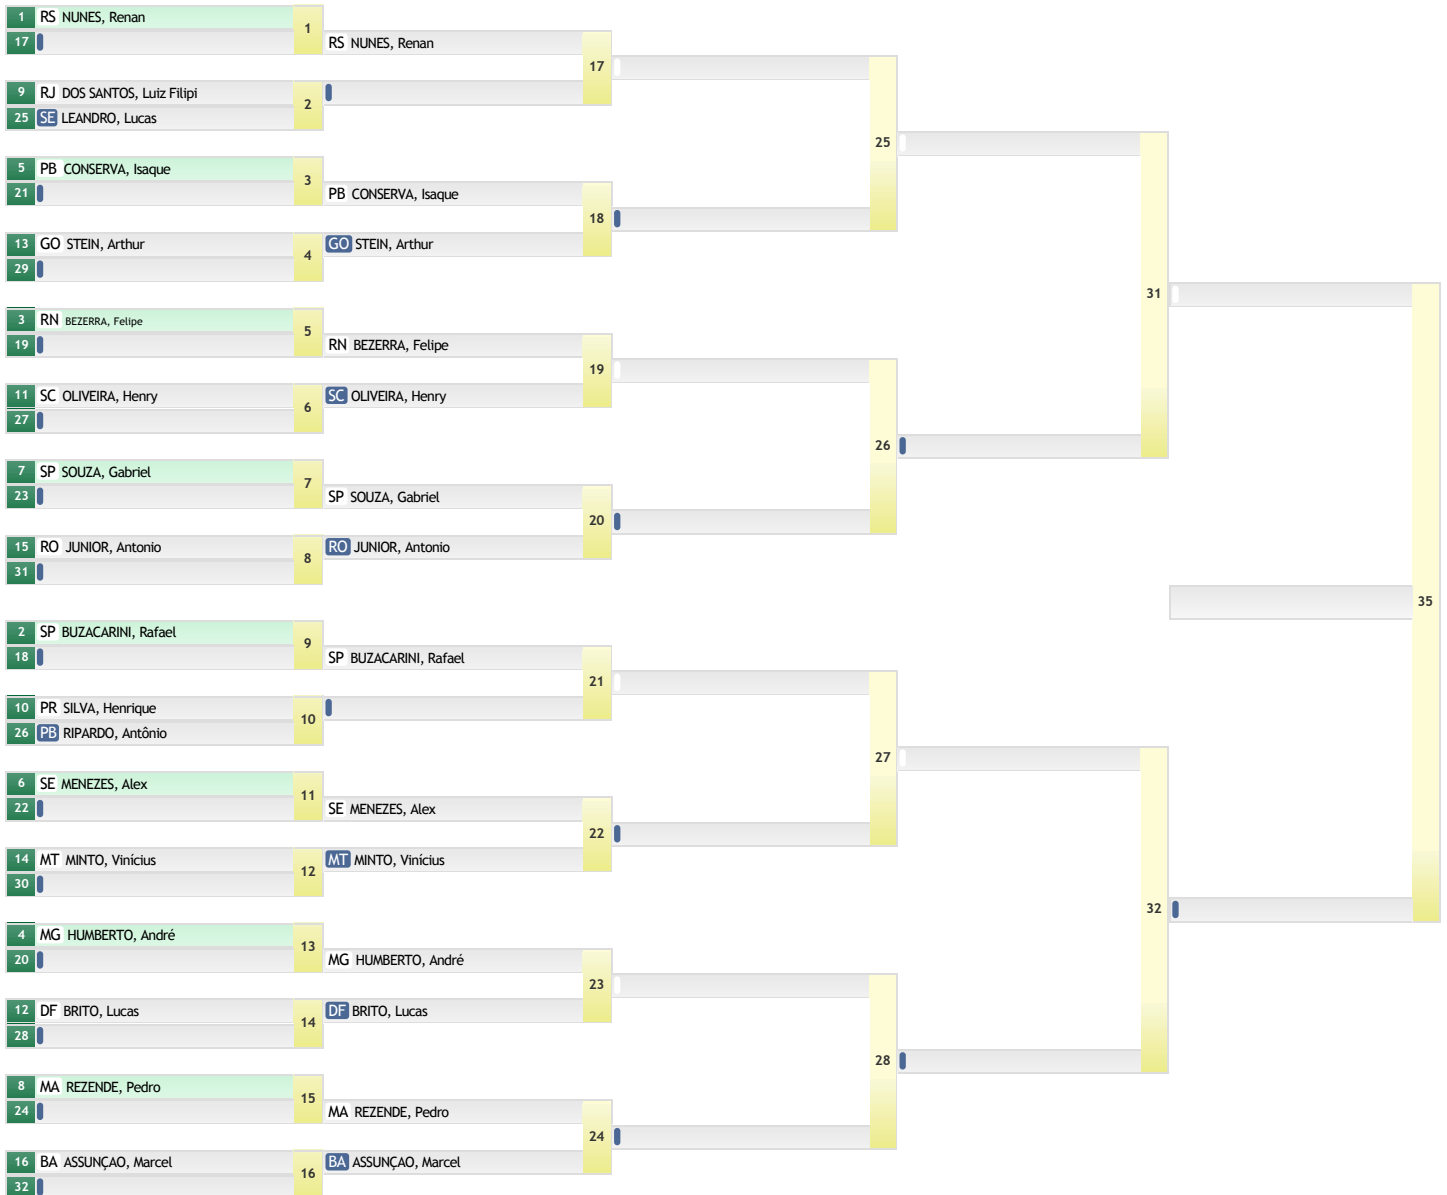 1 RS NUNES, Renan
17
1
RS NUNES, Renan
9 RJ DOS SANTOS, Luiz Filipi
25 SE LEANDRO, Lucas
2
17
5 PB CONSERVA, Isaque
21
3
PB CONSERVA, Isaque
25
13 GO STEIN, Arthur
29
4
GO STEIN, Arthur
18
3 RN BEZERRA, Felipe
19
5
RN BEZERRA, Felipe
31
11 SC OLIVEIRA, Henry
27
6
SC OLIVEIRA, Henry
19
7 SP SOUZA, Gabriel
23
7
SP SOUZA, Gabriel
26
15 RO JUNIOR, Antonio
31
8
RO JUNIOR, Antonio
20
35
2 SP BUZACARINI, Rafael
18
9
SP BUZACARINI, Rafael
10 PR SILVA, Henrique
26 PB RIPARDO, Antônio
10
21
6 SE MENEZES, Alex
22
11
SE MENEZES, Alex
27
14 MT MINTO, Vinícius
30
12
MT MINTO, Vinícius
22
4 MG HUMBERTO, André
20
13
MG HUMBERTO, André
32
12 DF BRITO, Lucas
28
14
DF BRITO, Lucas
23
8 MA REZENDE, Pedro
24
15
MA REZENDE, Pedro
28
16 BA ASSUNÇAO, Marcel
32
16
BA ASSUNÇAO, Marcel
24